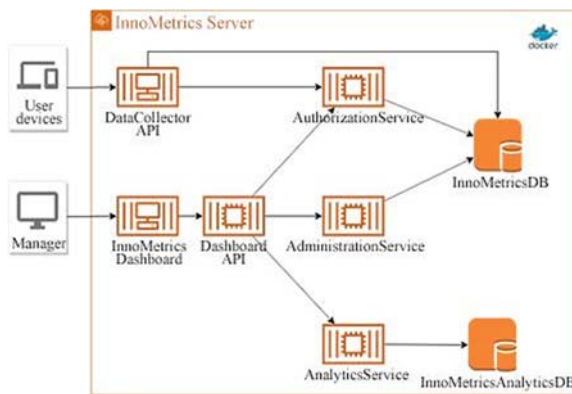 InnoMetrics Server
docker
User
devices
DataCollector
API
AuthorizationService
InnoMetricsDB
Manager
InnoMetrics
Dashboard
Dashboard
API
AdministrationService
AnalyticsService
InnoMetricsAnalyticsDB